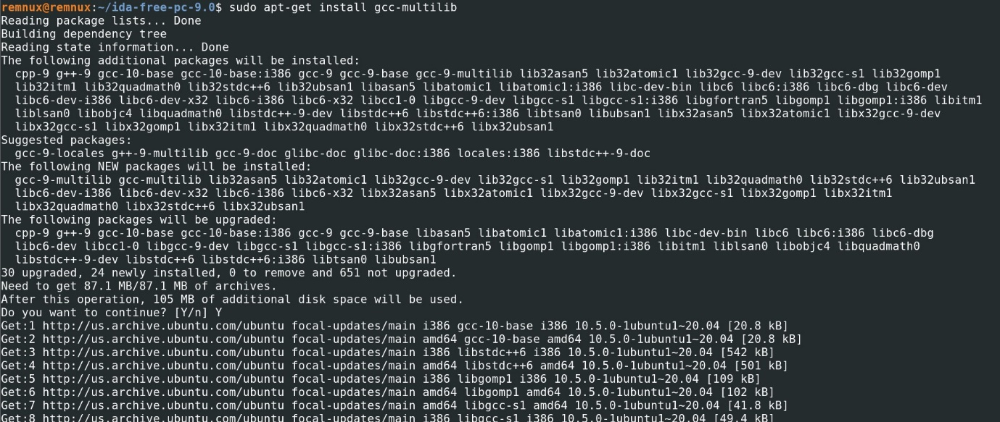 remnux@remnux:~/ida-free-pc-9.0$ sudo apt-get install gcc-multilib
Reading package lists... Done
Building dependency tree
Reading state information... Done
The following additional packages will be installed:
  cpp-9 g++-9 gcc-10-base gcc-10-base:i386 gcc-9 gcc-9-base gcc-9-multilib lib32asan5 lib32atomic1 lib32gcc-9-dev lib32gcc-s1 lib32gomp1
  lib32itm1 lib32quadmath0 lib32stdc++6 lib32ubsan1 libasan5 libatomic1 libatomic1:i386 libc-dev-bin libc6 libc6:i386 libc6-dbg libc6-dev
  libc6-dev-i386 libc6-dev-x32 libc6-i386 libc6-x32 libcc1-0 libgcc-9-dev libgcc-s1 libgcc-s1:i386 libgfortran5 libgomp1 libgomp1:i386 libitm1
  liblsan0 libobjc4 libquadmath0 libstdc++-9-dev libstdc++6 libstdc++6:i386 libtsan0 libubsan1 libx32asan5 libx32atomic1 libx32gcc-9-dev
  libx32gcc-s1 libx32gomp1 libx32itm1 libx32quadmath0 libx32stdc++6 libx32ubsan1
Suggested packages:
  gcc-9-locales g++-9-multilib gcc-9-doc glibc-doc glibc-doc:i386 locales:i386 libstdc++-9-doc
The following NEW packages will be installed:
  gcc-9-multilib gcc-multilib lib32asan5 lib32atomic1 lib32gcc-9-dev lib32gcc-s1 lib32gomp1 lib32itm1 lib32quadmath0 lib32stdc++6 lib32ubsan1
  libc6-dev-i386 libc6-dev-x32 libc6-i386 libc6-x32 libx32asan5 libx32atomic1 libx32gcc-9-dev libx32gcc-s1 libx32gomp1 libx32itm1
  libx32quadmath0 libx32stdc++6 libx32ubsan1
The following packages will be upgraded:
  cpp-9 g++-9 gcc-10-base gcc-10-base:i386 gcc-9 gcc-9-base libasan5 libatomic1 libatomic1:i386 libc-dev-bin libc6 libc6:i386 libc6-dbg
  libc6-dev libcc1-0 libgcc-9-dev libgcc-s1 libgcc-s1:i386 libgfortran5 libgomp1 libgomp1:i386 libitm1 liblsan0 libobjc4 libquadmath0
  libstdc++-9-dev libstdc++6 libstdc++6:i386 libtsan0 libubsan1
30 upgraded, 24 newly installed, 0 to remove and 651 not upgraded.
Need to get 87.1 MB/87.1 MB of archives.
After this operation, 105 MB of additional disk space will be used.
Do you want to continue? [Y/n] Y
Get:1 http://us.archive.ubuntu.com/ubuntu focal-updates/main i386 gcc-10-base i386 10.5.0-1ubuntu1~20.04 [20.8 kB]
Get:2 http://us.archive.ubuntu.com/ubuntu focal-updates/main amd64 gcc-10-base amd64 10.5.0-1ubuntu1~20.04 [20.8 kB]
Get:3 http://us.archive.ubuntu.com/ubuntu focal-updates/main i386 libstdc++6 i386 10.5.0-1ubuntu1~20.04 [542 kB]
Get:4 http://us.archive.ubuntu.com/ubuntu focal-updates/main amd64 libstdc++6 amd64 10.5.0-1ubuntu1~20.04 [501 kB]
Get:5 http://us.archive.ubuntu.com/ubuntu focal-updates/main i386 libgomp1 i386 10.5.0-1ubuntu1~20.04 [109 kB]
Get:6 http://us.archive.ubuntu.com/ubuntu focal-updates/main amd64 libgomp1 amd64 10.5.0-1ubuntu1~20.04 [102 kB]
Get:7 http://us.archive.ubuntu.com/ubuntu focal-updates/main amd64 libgcc-s1 amd64 10.5.0-1ubuntu1~20.04 [41.8 kB]
Get:8 http://us.archive.ubuntu.com/ubuntu focal-updates/main i386 libgcc-s1 i386 10.5.0-1ubuntu1~20.04 [49.4 kB]